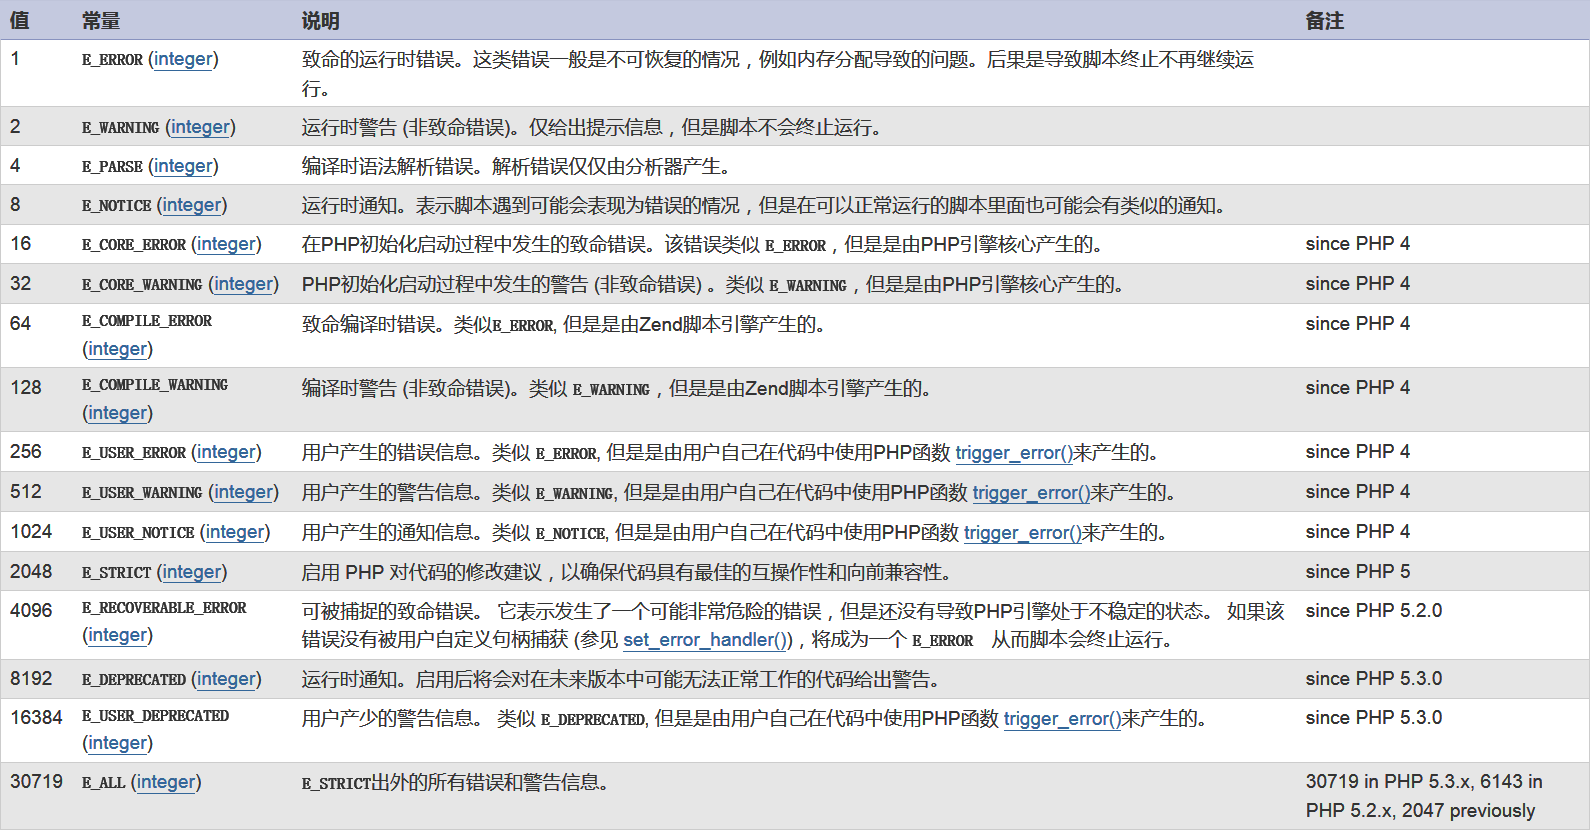 值 常量 说明 备注
1 E_ERROR (integer) 致命的运行时错误。这类错误一般是不可恢复的情况，例如内存分配导致的问题。后果是导致脚本终止不再继续运
行。
2 E_WARNING (integer) 运行时警告 (非致命错误)。仅给出提示信息，但是脚本不会终止运行。
4 E_PARSE (integer) 编译时语法解析错误。解析错误仅仅由分析器产生。
8 E_NOTICE (integer) 运行时通知。表示脚本遇到可能会表现为错误的情况，但是在可以正常运行的脚本里面也可能会有类似的通知。
16 E_CORE_ERROR (integer) 在PHP初始化启动过程中发生的致命错误。该错误类似 E_ERROR，但是是由PHP引擎核心产生的。 since PHP 4
32 E_CORE_WARNING (integer) PHP初始化启动过程中发生的警告 (非致命错误) 。类似 E_WARNING，但是是由PHP引擎核心产生的。 since PHP 4
64 E_COMPILE_ERROR 致命编译时错误。类似E_ERROR, 但是是由Zend脚本引擎产生的。 since PHP 4
(integer)
128 E_COMPILE_WARNING 编译时警告 (非致命错误)。类似 E_WARNING，但是是由Zend脚本引擎产生的。 since PHP 4
(integer)
256 E_USER_ERROR (integer) 用户产生的错误信息。类似 E_ERROR, 但是是由用户自己在代码中使用PHP函数 trigger_error()来产生的。 since PHP 4
512 E_USER_WARNING (integer) 用户产生的警告信息。类似 E_WARNING, 但是是由用户自己在代码中使用PHP函数 trigger_error()来产生的。 since PHP 4
1024 E_USER_NOTICE (integer) 用户产生的通知信息。类似 E_NOTICE, 但是是由用户自己在代码中使用PHP函数 trigger_error()来产生的。 since PHP 4
2048 E_STRICT (integer) 启用 PHP 对代码的修改建议，以确保代码具有最佳的互操作性和向前兼容性。 since PHP 5
4096 E_RECOVERABLE_ERROR 可被捕捉的致命错误。 它表示发生了一个可能非常危险的错误，但是还没有导致PHP引擎处于不稳定的状态。 如果该 since PHP 5.2.0
(integer) 错误没有被用户自定义句柄捕获 (参见 set_error_handler())，将成为一个 E_ERROR 从而脚本会终止运行。
8192 E_DEPRECATED (integer) 运行时通知。启用后将会对在未来版本中可能无法正常工作的代码给出警告。 since PHP 5.3.0
16384 E_USER_DEPRECATED 用户产少的警告信息。 类似 E_DEPRECATED, 但是是由用户自己在代码中使用PHP函数 trigger_error()来产生的。 since PHP 5.3.0
(integer)
30719 E_ALL (integer) E_STRICT出外的所有错误和警告信息。 30719 in PHP 5.3.x, 6143 in
PHP 5.2.x, 2047 previously